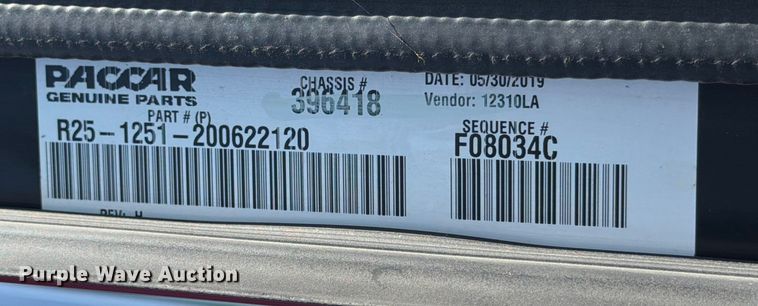 PACCAR
GENUINE PARTS
CHASSIS #
396418
DATE: 05/30/2019
Vendor: 12310LA
PART # (P)
R25-1251-200622120
SEQUENCE #
F08034C
REV: H
Purple Wave Auction